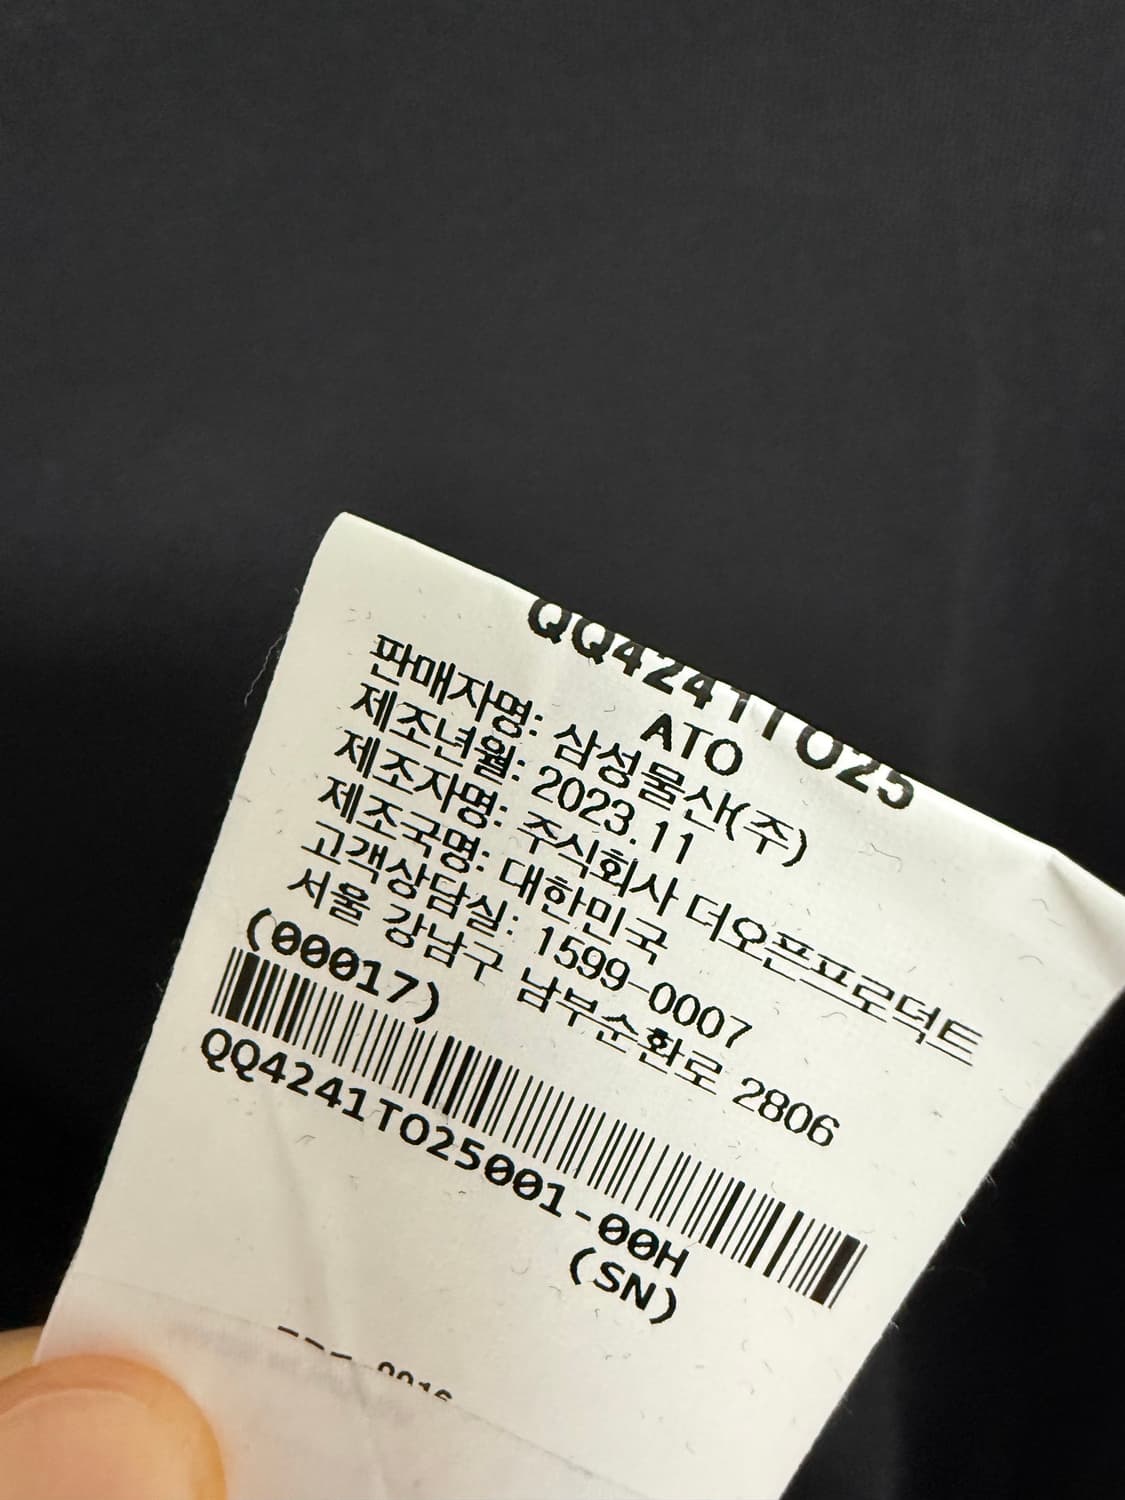 QQ4241TO25
ATO
판매자명: 삼성물산(주)
제조년월: 2023.11
제조자명: 주식회사 더오픈프로덕트
제조국명: 대한민국
고객상담실: 1599-0007
서울 강남구 남부순환로 2806
(00017)
QQ4241TO25001-00H
(SN)